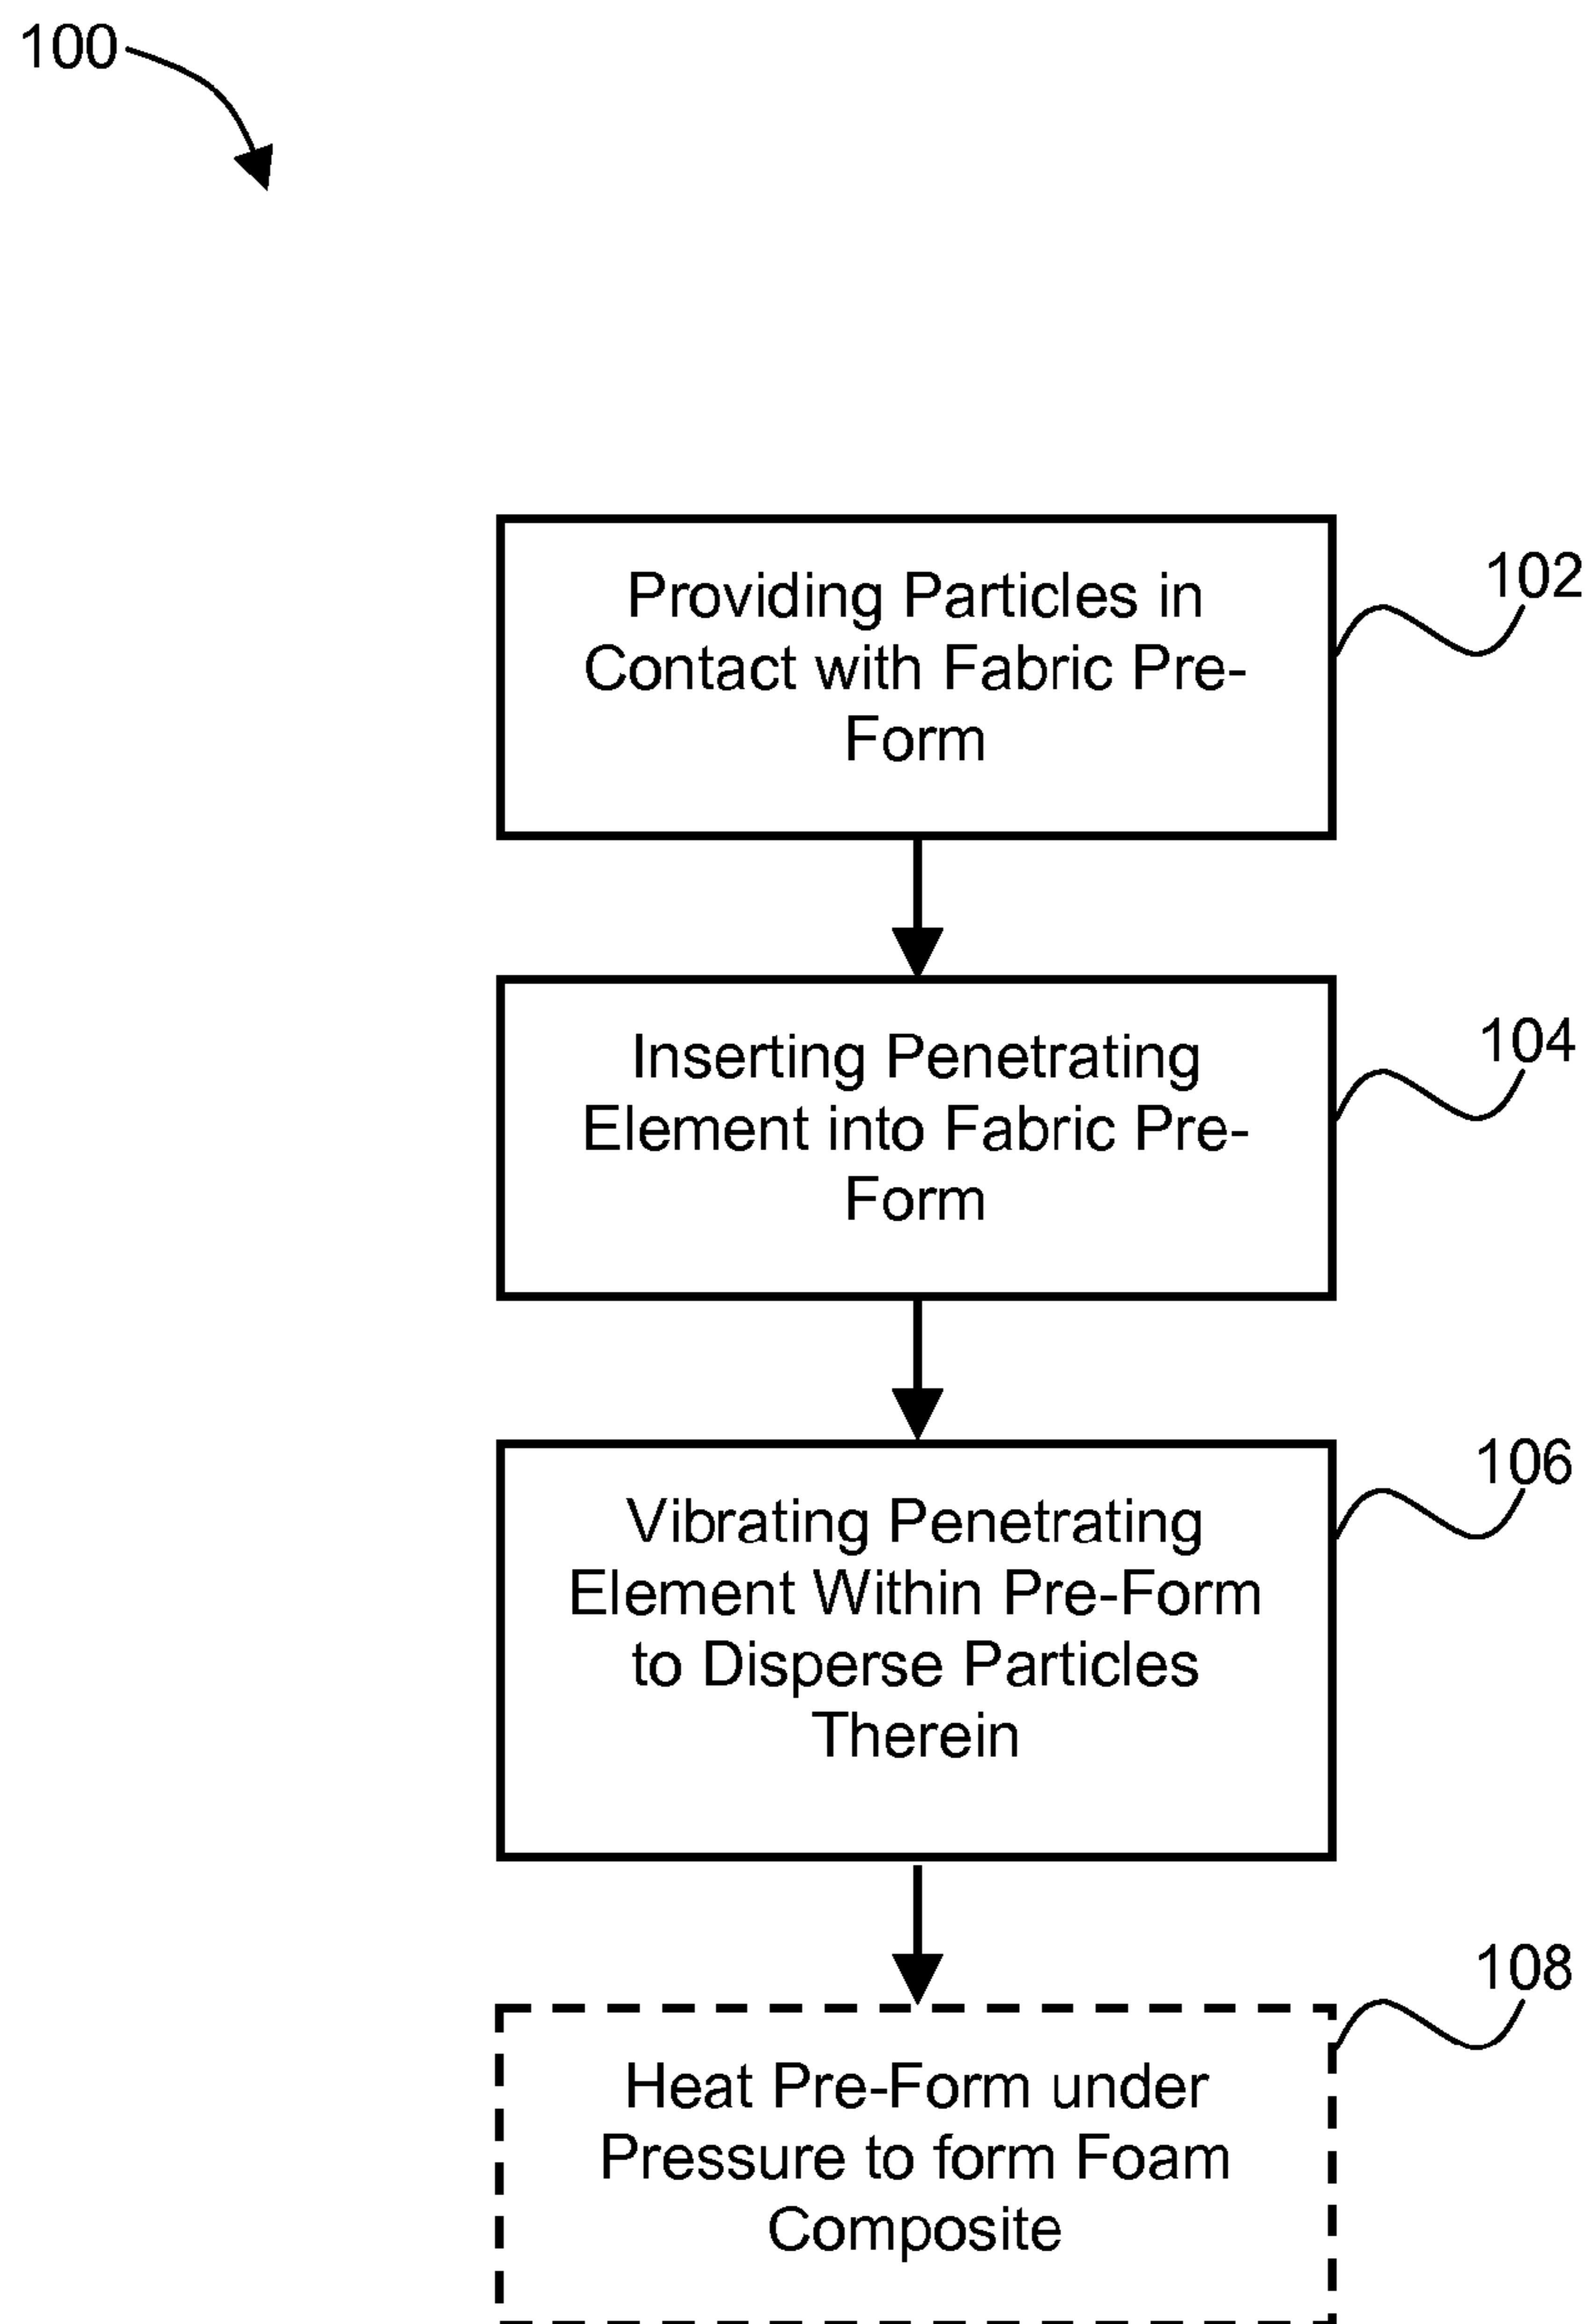 100
Providing Particles in
Contact with Fabric Pre-
Form
102
Inserting Penetrating
Element into Fabric Pre-
Form
104
Vibrating Penetrating
Element Within Pre-Form
to Disperse Particles
Therein
106
Heat Pre-Form under
Pressure to form Foam
Composite
108